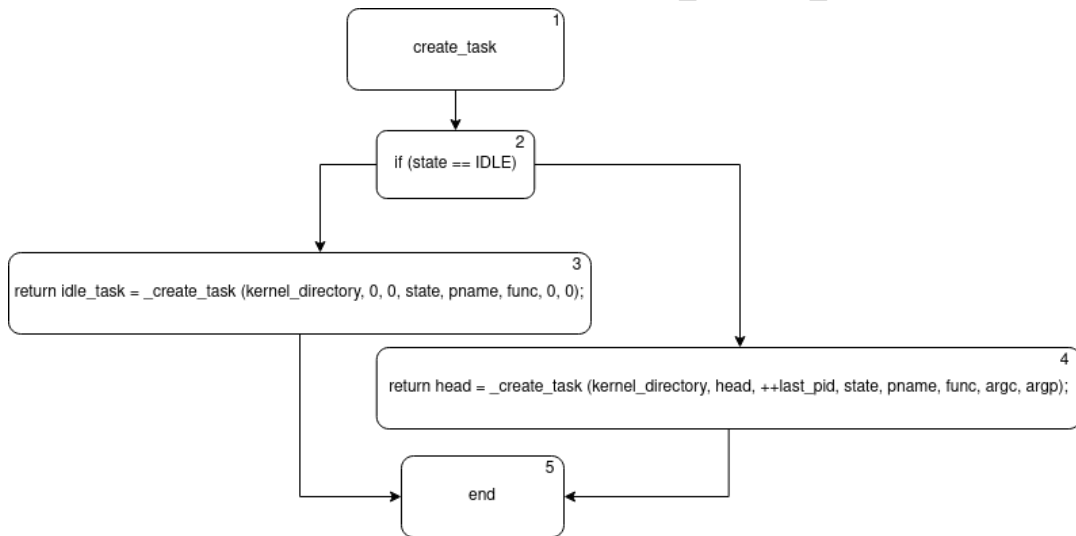 1
create_task
2
if (state == IDLE)
3
return idle_task = _create_task (kernel_directory, 0, 0, state, pname, func, 0, 0);
4
return head = _create_task (kernel_directory, head, ++last_pid, state, pname, func, argc, argp);
5
end